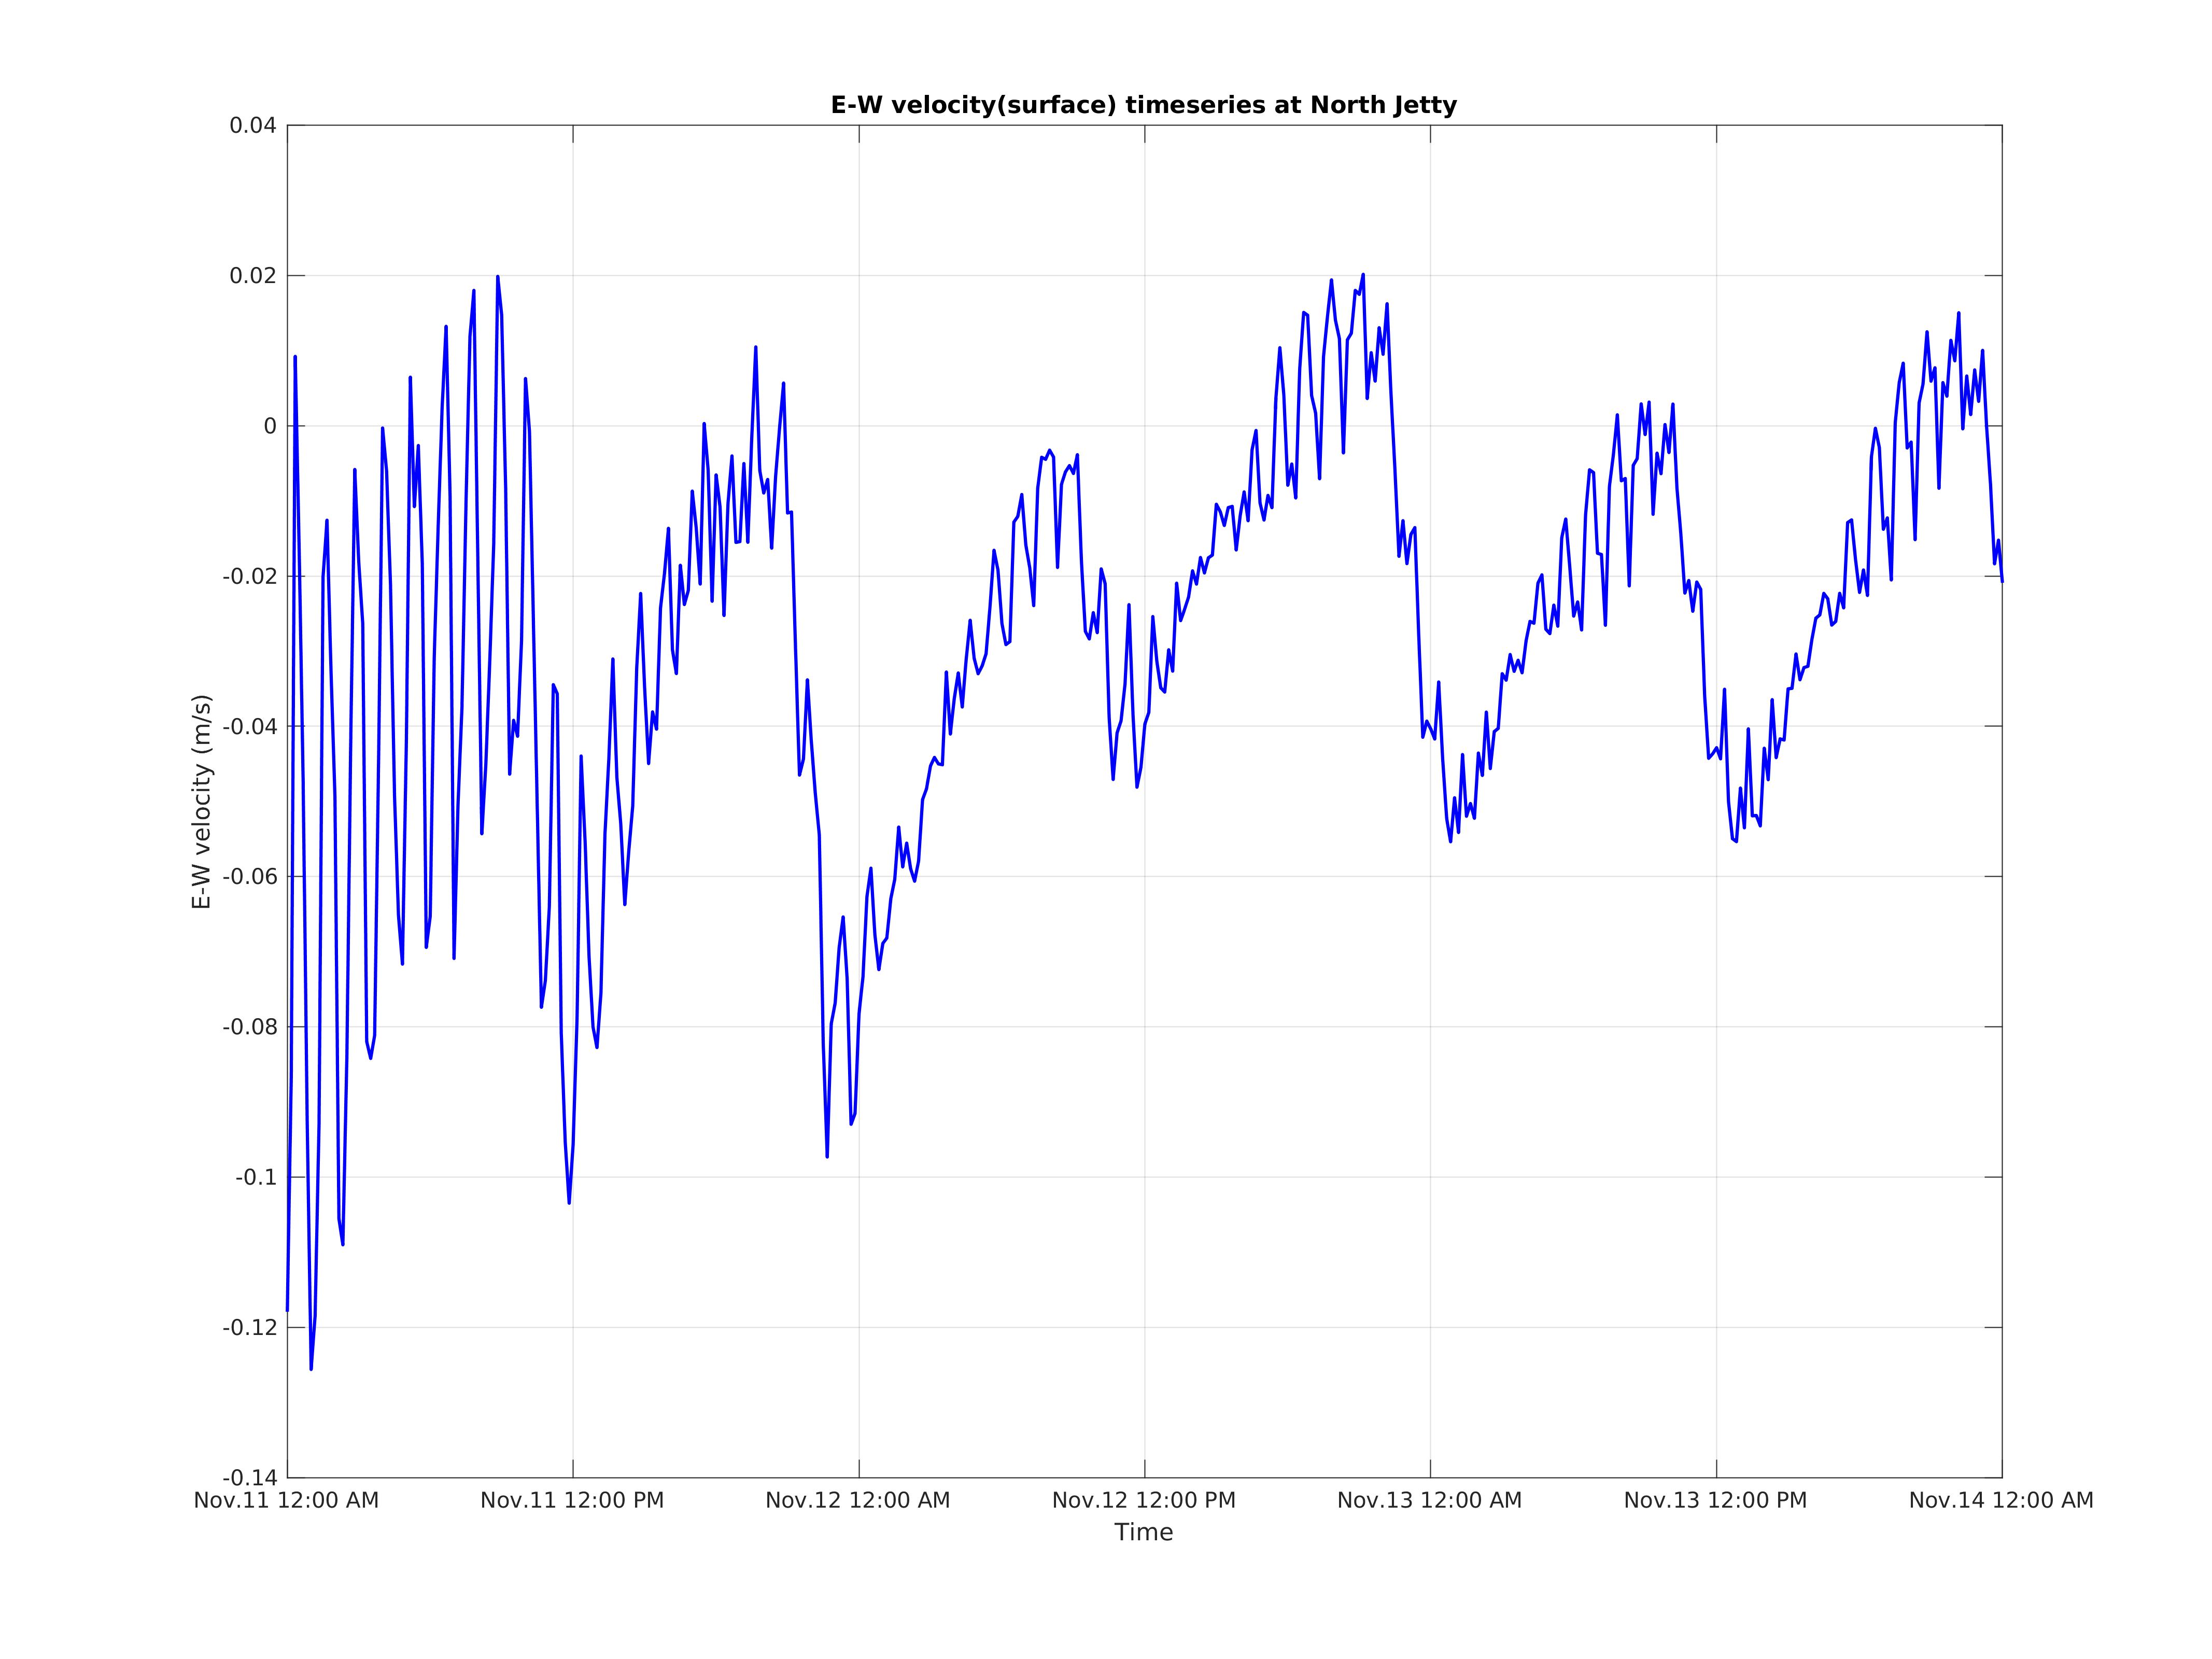 E-W velocity(surface) timeseries at North Jetty
0.04
0.02
0
-0.02
-0.04
-0.06
-0.08
-0.1
-0.12
-0.14
E-W velocity (m/s)
Nov.11 12:00 AM Nov.11 12:00 PM Nov.12 12:00 AM Nov.12 12:00 PM Nov.13 12:00 AM Nov.13 12:00 PM Nov.14 12:00 AM
Time